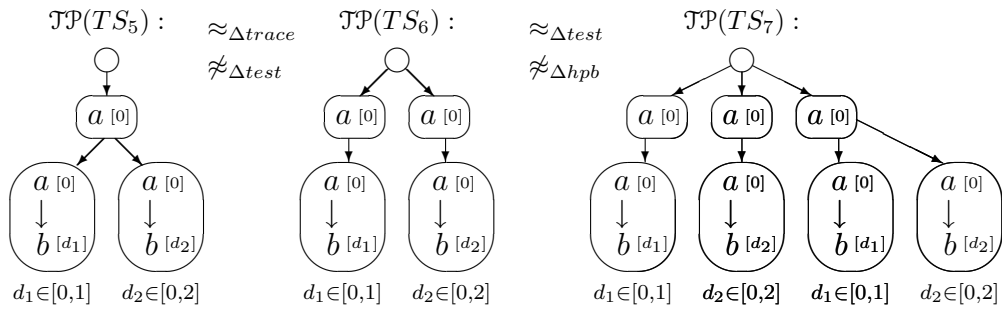 𝒯𝒫(TS₅) : ≈Δtrace 𝒯𝒫(TS₆) : ≈Δtest 𝒯𝒫(TS₇) :
≉Δtest ≉Δhpb
a [0] a [0] a [0] a [0] a [0] a [0]
a [0] a [0] a [0] a [0] a [0] a [0] a [0] a [0]
b [d₁] b [d₂] b [d₁] b [d₂] b [d₁] b [d₂] b [d₁] b [d₂]
d₁∈[0,1] d₂∈[0,2] d₁∈[0,1] d₂∈[0,2] d₁∈[0,1] d₂∈[0,2] d₁∈[0,1] d₂∈[0,2]